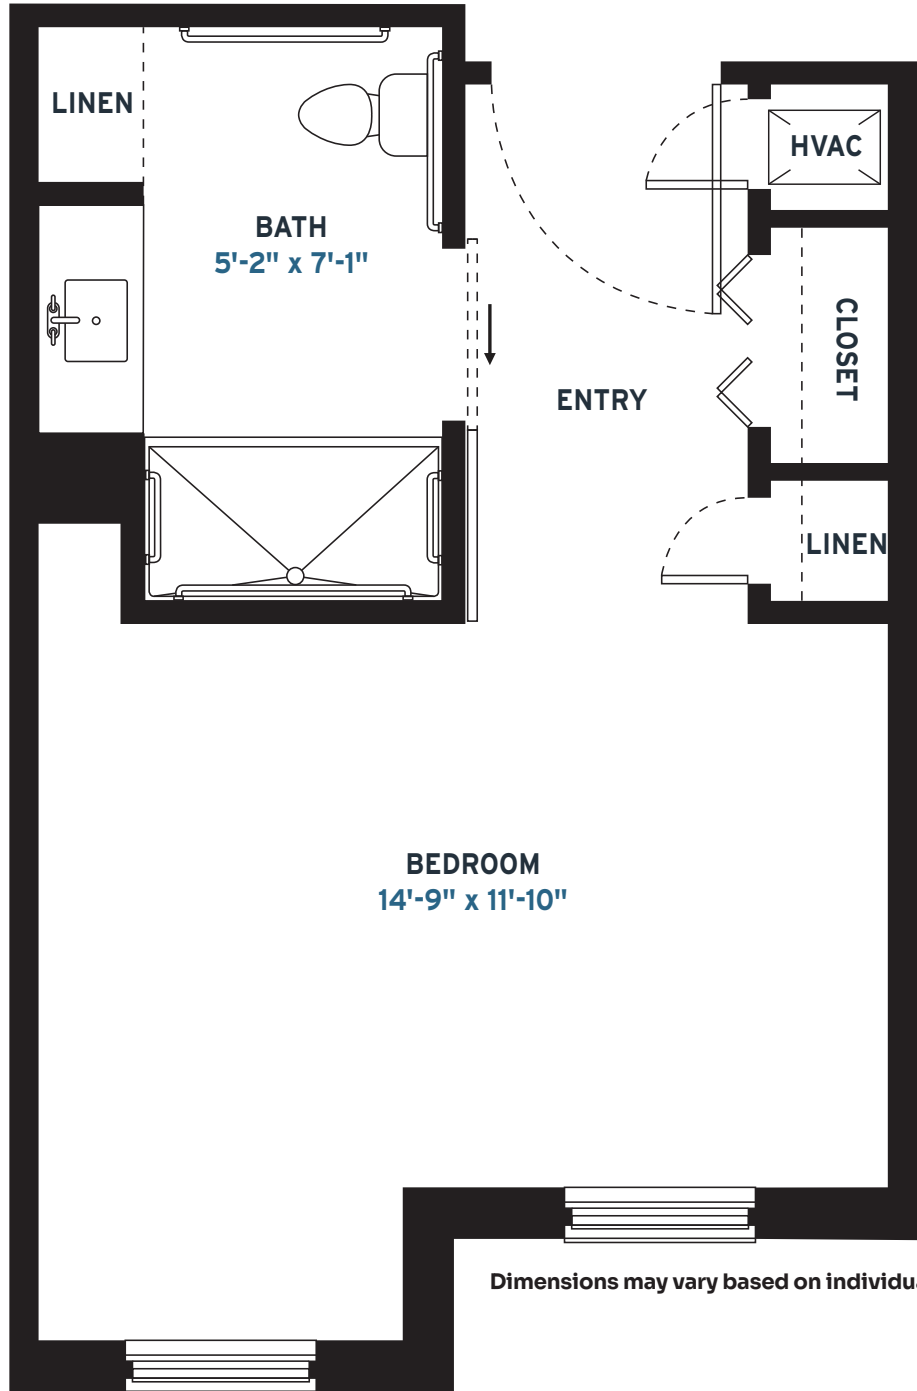 LINEN
HVAC
BATH
5'-2" x 7'-1"
CLOSET
ENTRY
LINEN
BEDROOM
14'-9" x 11'-10"
Dimensions may vary based on